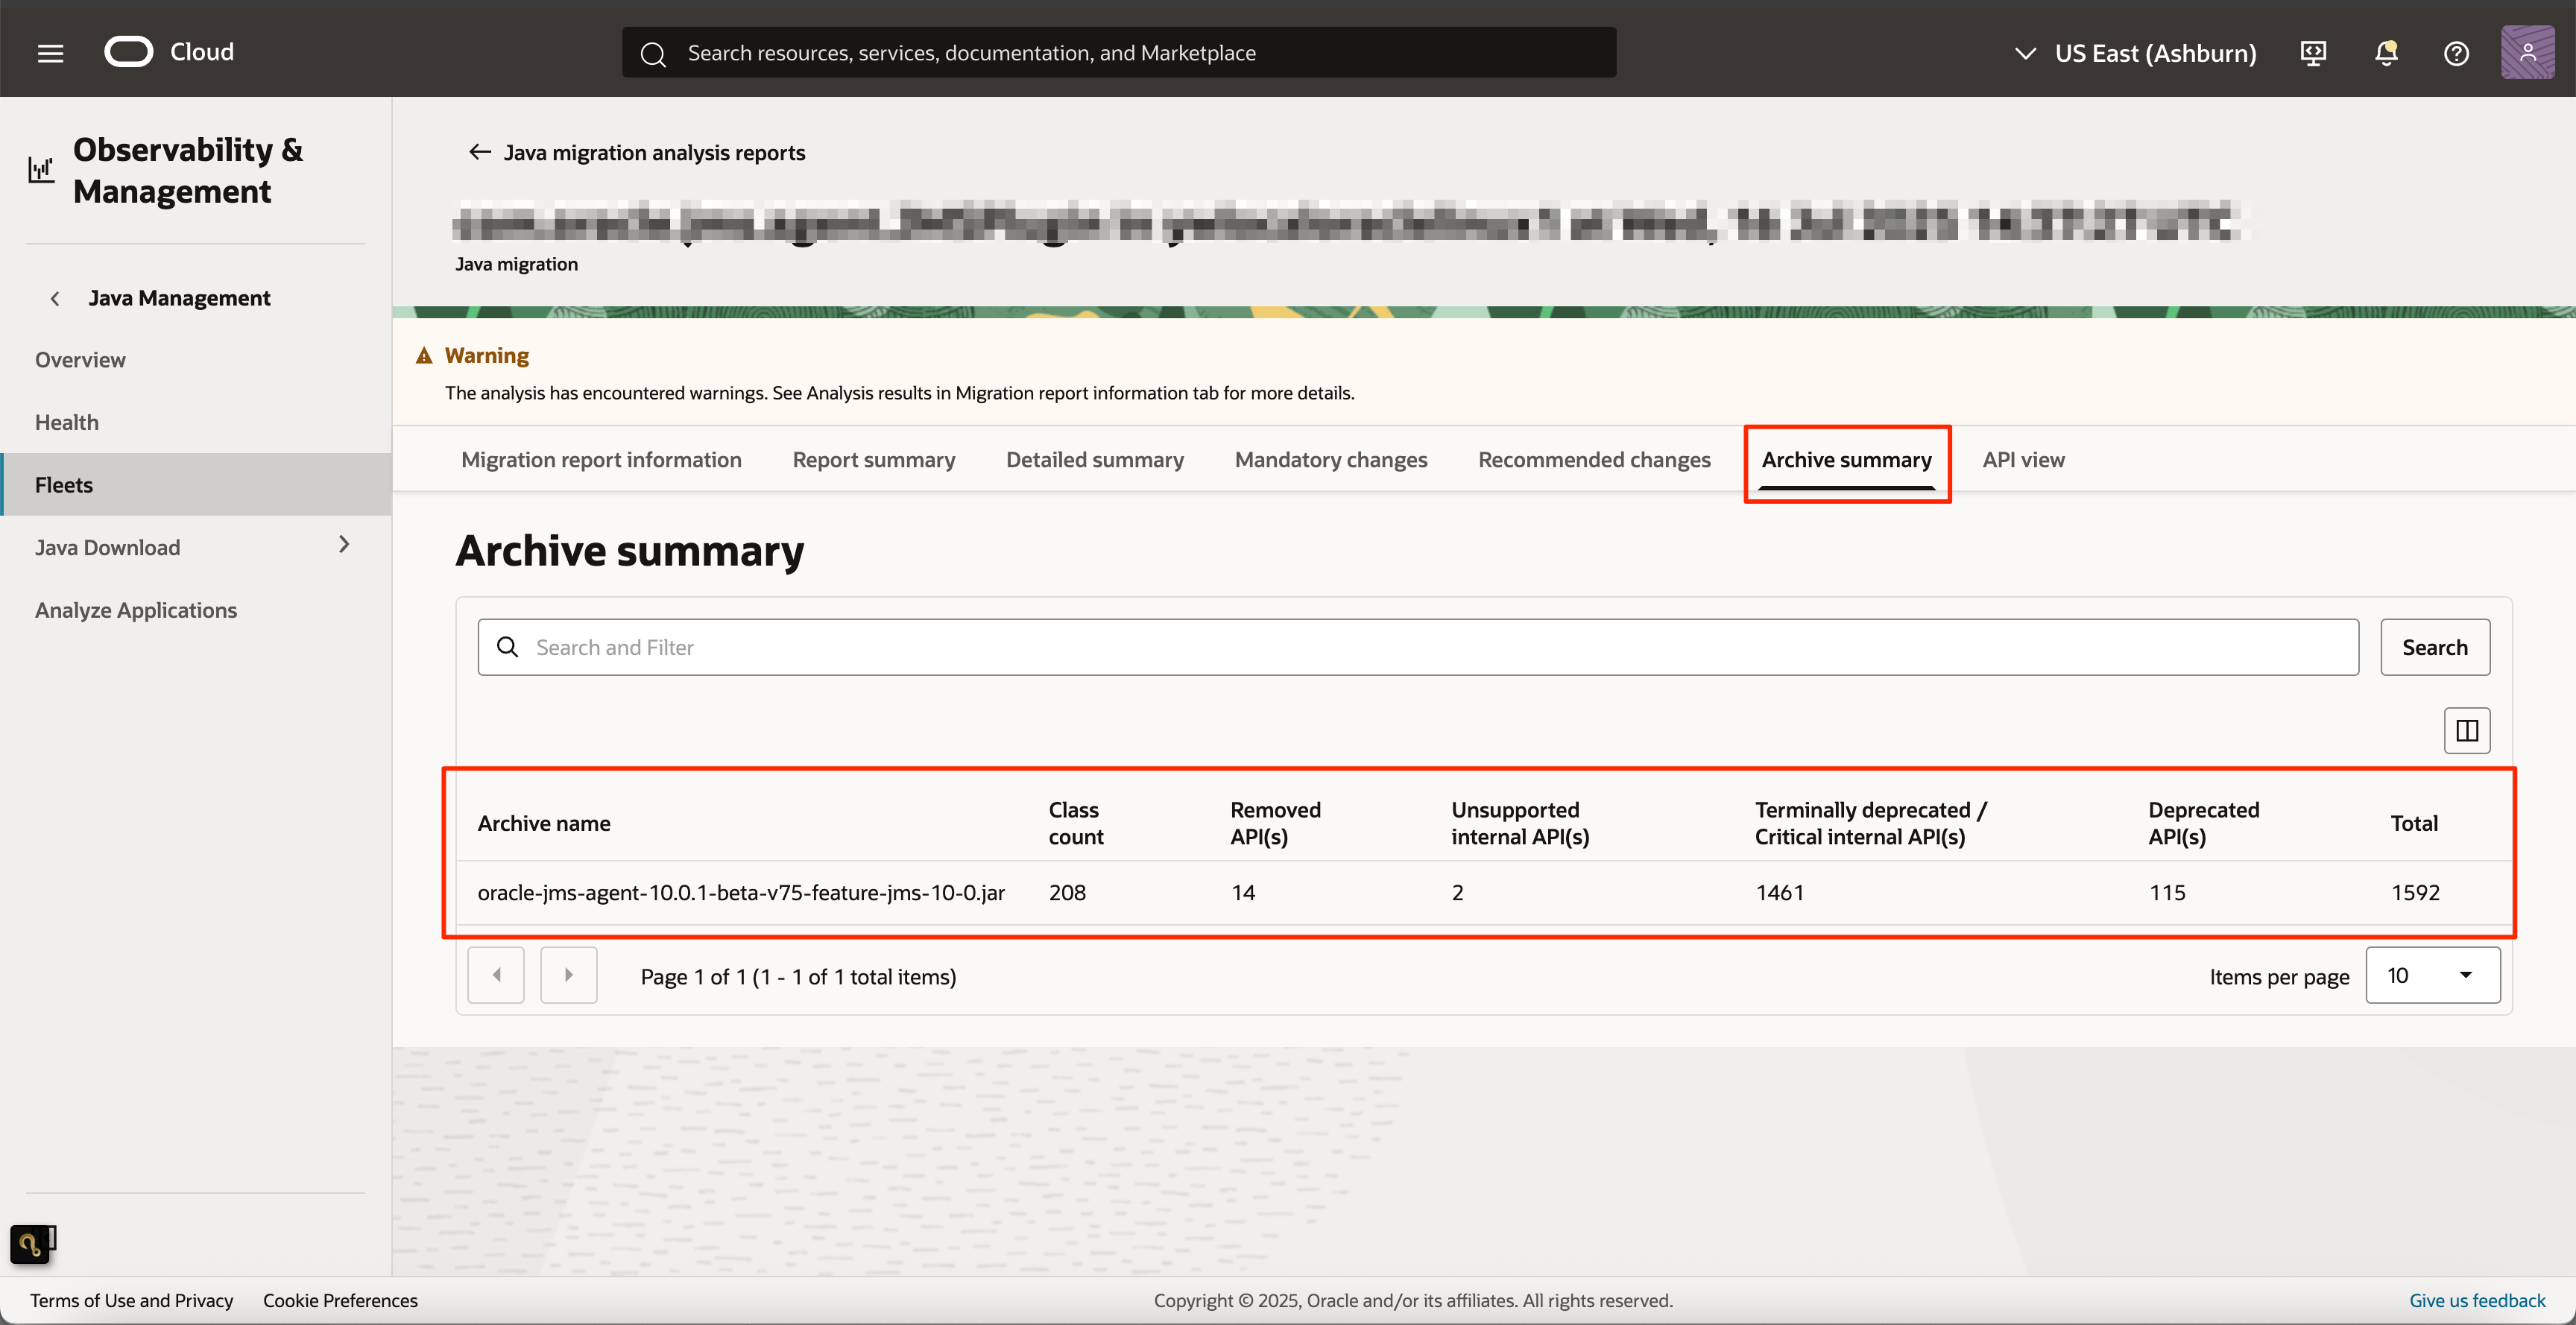 Cloud
Search resources, services, documentation, and Marketplace
US East (Ashburn)
Observability &
Management
Java Management
Overview
Health
Fleets
Java Download
Analyze Applications
Java migration analysis reports
Java migration
Warning
The analysis has encountered warnings. See Analysis results in Migration report information tab for more details.
Migration report information Report summary Detailed summary Mandatory changes Recommended changes Archive summary API view
Archive summary
Search and Filter Search
Archive name Class count Removed API(s) Unsupported internal API(s) Terminally deprecated / Critical internal API(s) Deprecated API(s) Total
oracle-jms-agent-10.0.1-beta-v75-feature-jms-10-0.jar 208 14 2 1461 115 1592
Page 1 of 1 (1 - 1 of 1 total items) Items per page 10
Terms of Use and Privacy Cookie Preferences Copyright © 2025, Oracle and/or its affiliates. All rights reserved. Give us feedback